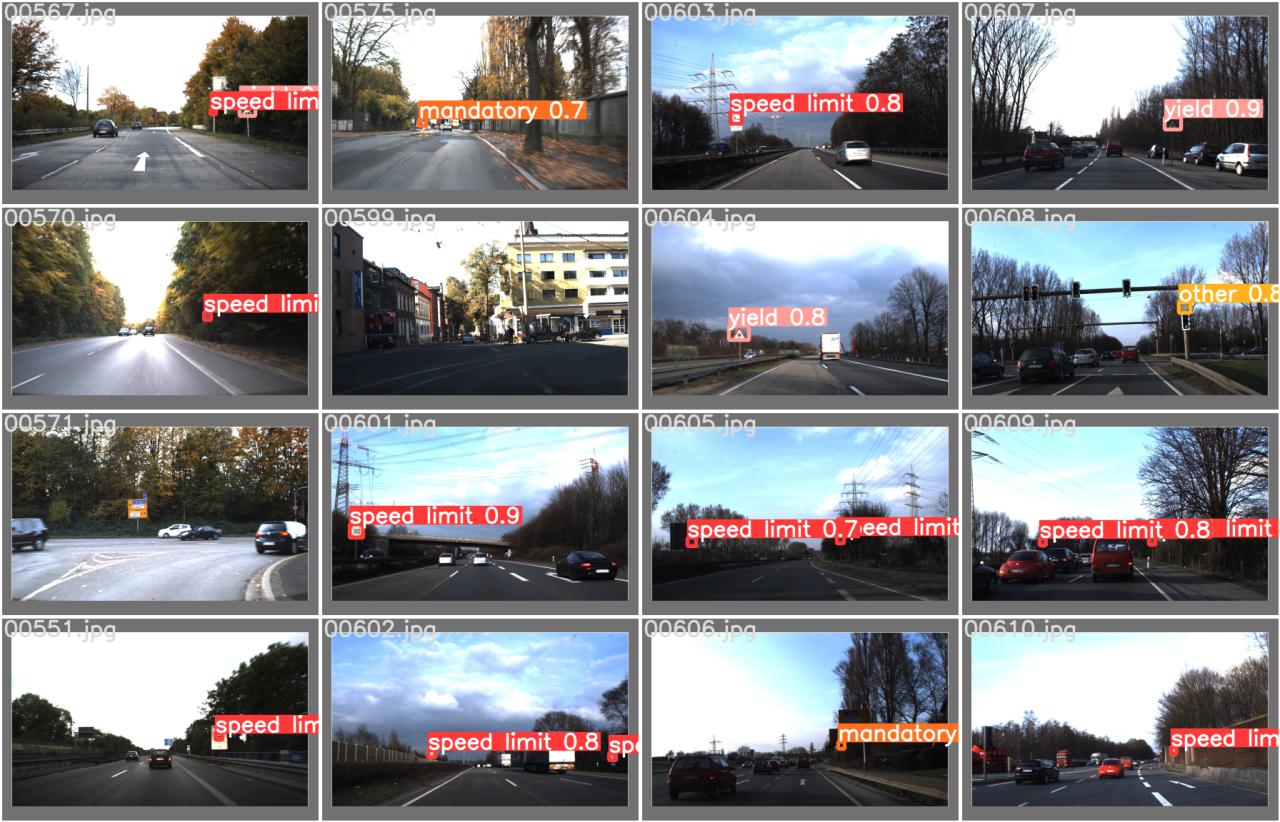 00567.jpg
speed lim
00575.jpg
mandatory 0.7
00603.jpg
speed limit 0.8
00607.jpg
yield 0.9
00570.jpg
speed limi
00599.jpg
00604.jpg
yield 0.8
00608.jpg
other 0.8
00571.jpg
00601.jpg
speed limit 0.9
00605.jpg
speed limit 0.7
eed limit
00609.jpg
speed limit 0.8
limit
00551.jpg
speed lim
00602.jpg
speed limit 0.8
spe
00606.jpg
mandatory
00610.jpg
speed lim